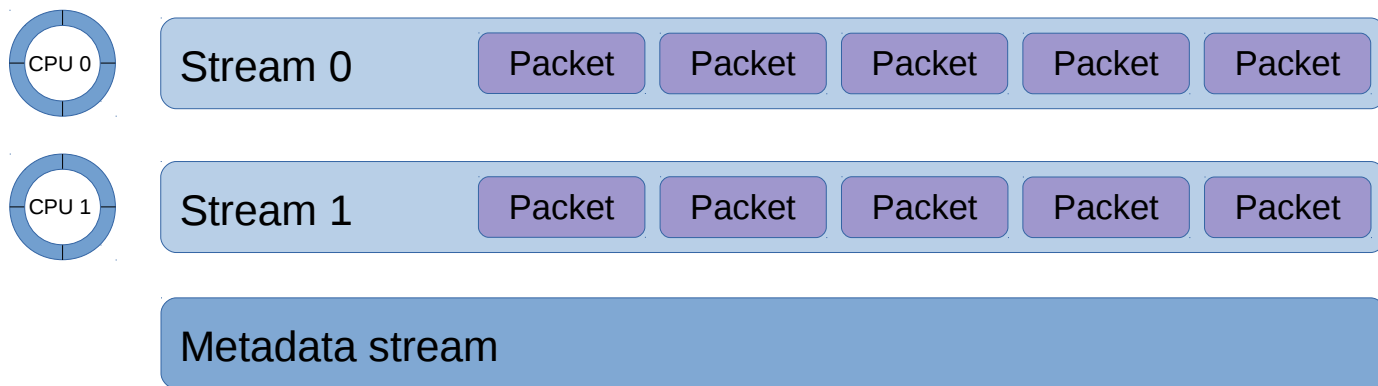 CPU 0
Stream 0 Packet Packet Packet Packet Packet
CPU 1
Stream 1 Packet Packet Packet Packet Packet
Metadata stream